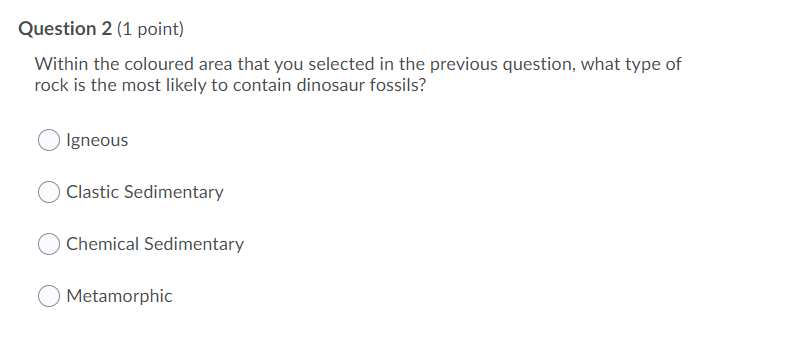 Question 2 (1 point)
Within the coloured area that you selected in the previous question, what type of
rock is the most likely to contain dinosaur fossils?
Igneous
Clastic Sedimentary
Chemical Sedimentary
Metamorphic